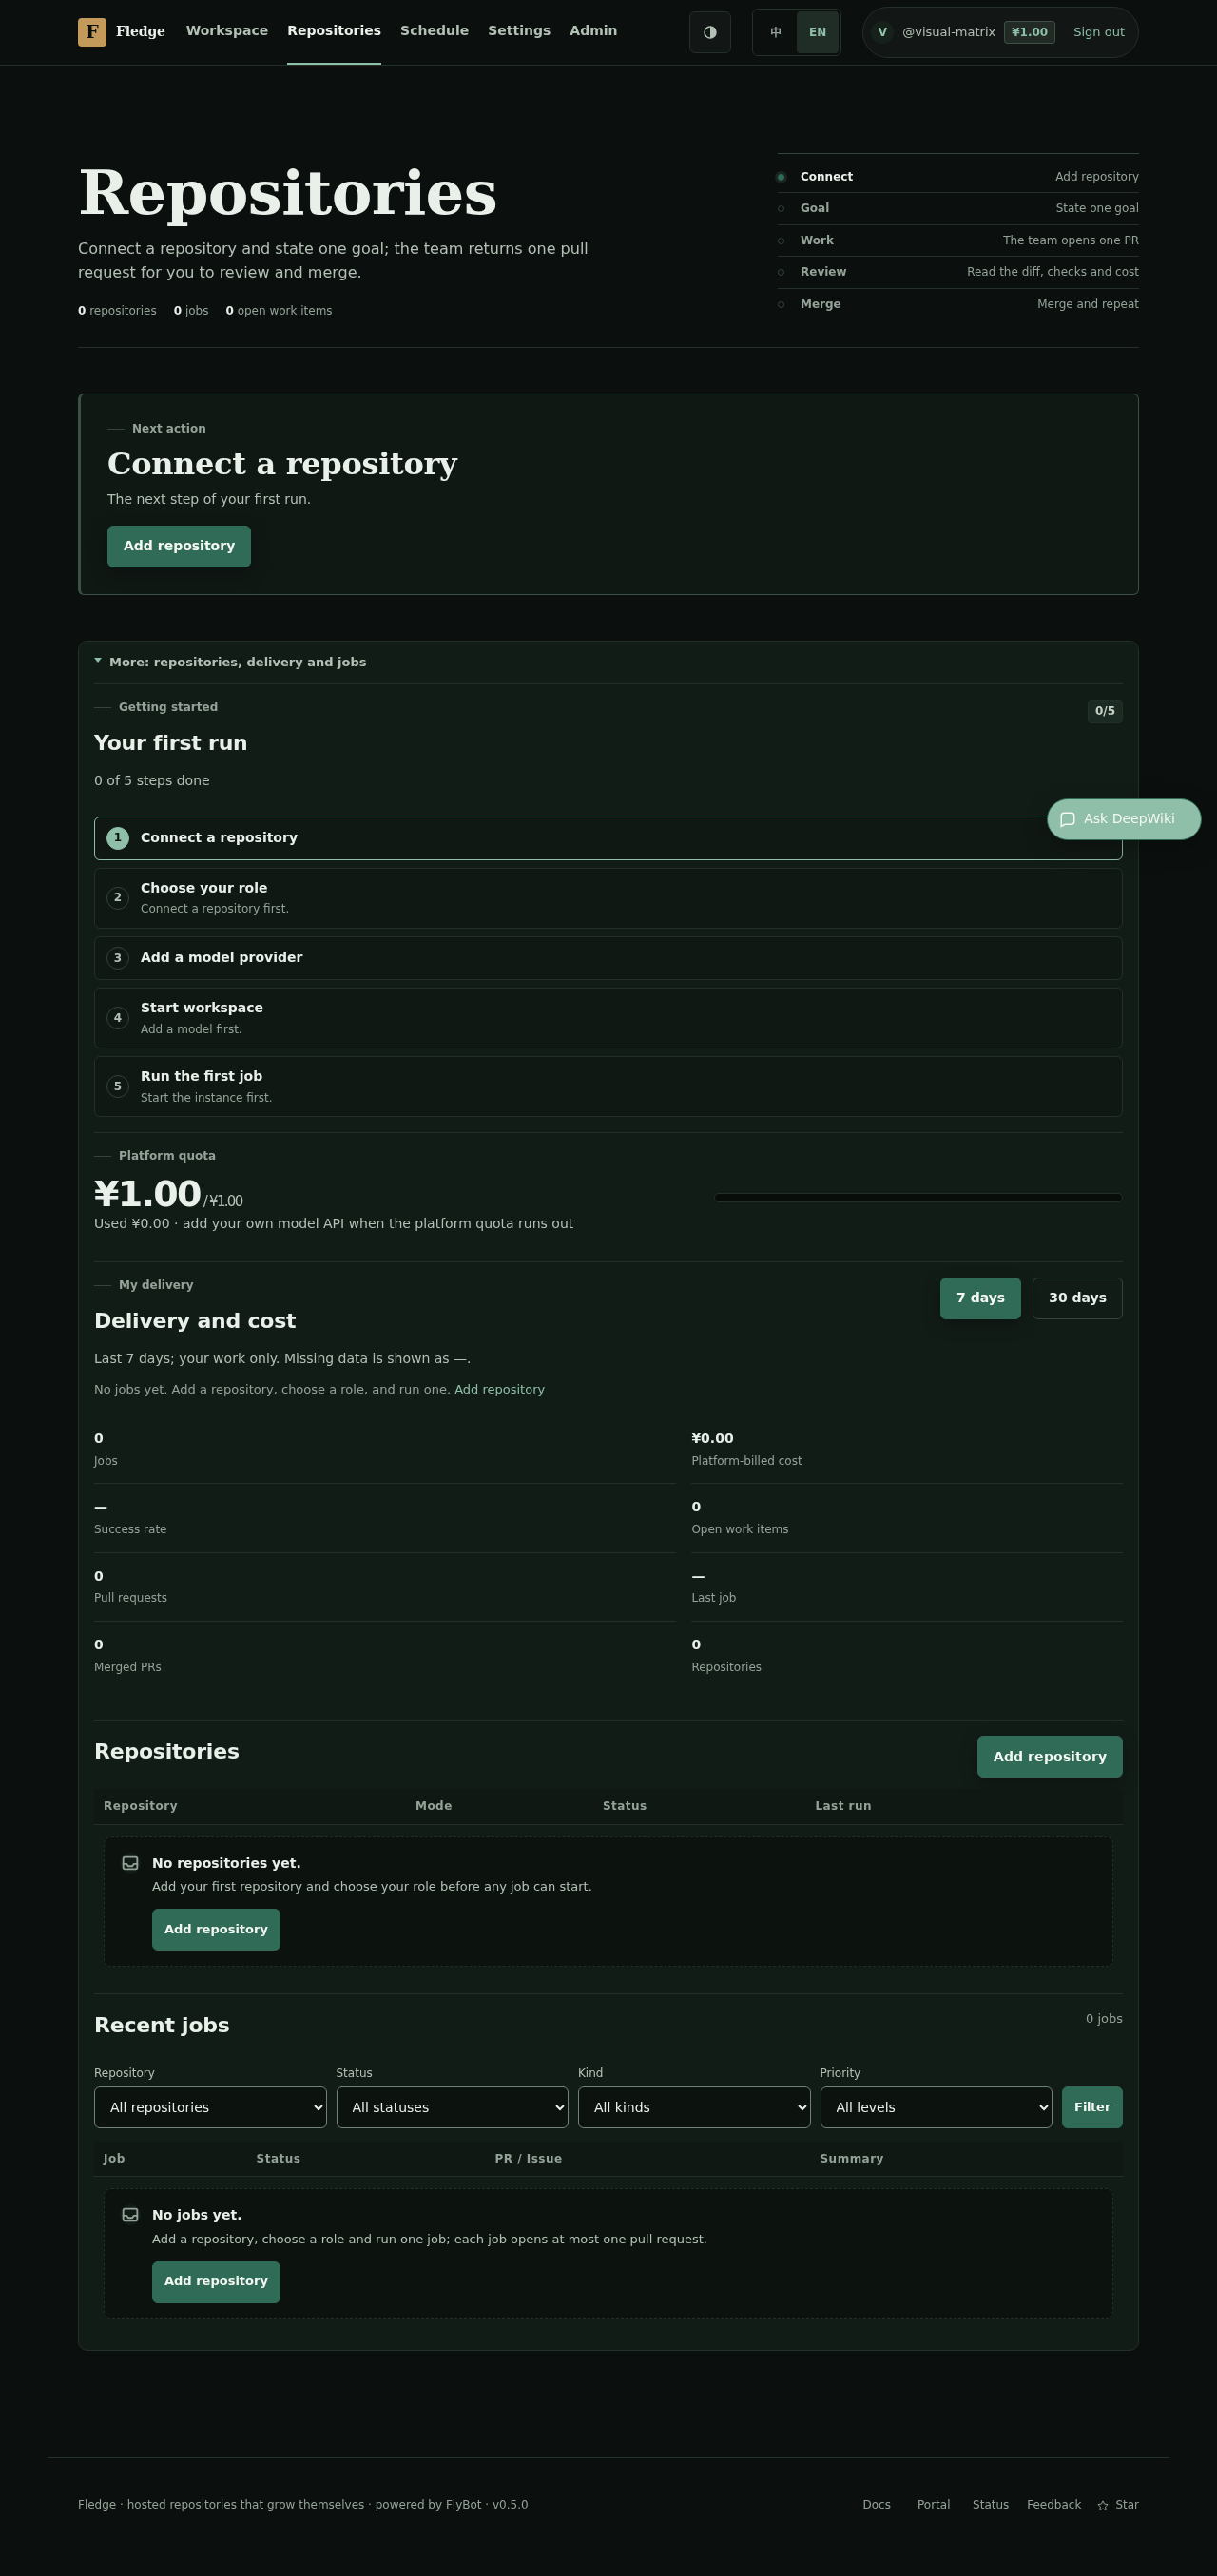 F Fledge Workspace Repositories Schedule Settings Admin 中 EN V @visual-matrix ¥1.00 Sign out
Repositories
Connect a repository and state one goal; the team returns one pull
request for you to review and merge.
0 repositories 0 jobs 0 open work items
Connect Add repository
Goal State one goal
Work The team opens one PR
Review Read the diff, checks and cost
Merge Merge and repeat
Next action
Connect a repository
The next step of your first run.
Add repository
More: repositories, delivery and jobs
Getting started 0/5
Your first run
0 of 5 steps done
1 Connect a repository
Ask DeepWiki
2 Choose your role
Connect a repository first.
3 Add a model provider
4 Start workspace
Add a model first.
5 Run the first job
Start the instance first.
Platform quota
¥1.00 / ¥1.00
Used ¥0.00 · add your own model API when the platform quota runs out
My delivery 7 days 30 days
Delivery and cost
Last 7 days; your work only. Missing data is shown as —.
No jobs yet. Add a repository, choose a role, and run one. Add repository
0 ¥0.00
Jobs Platform-billed cost
— 0
Success rate Open work items
0 —
Pull requests Last job
0 0
Merged PRs Repositories
Repositories Add repository
Repository Mode Status Last run
No repositories yet.
Add your first repository and choose your role before any job can start.
Add repository
Recent jobs 0 jobs
Repository Status Kind Priority
All repositories All statuses All kinds All levels Filter
Job Status PR / Issue Summary
No jobs yet.
Add a repository, choose a role and run one job; each job opens at most one pull request.
Add repository
Fledge · hosted repositories that grow themselves · powered by FlyBot · v0.5.0 Docs Portal Status Feedback Star